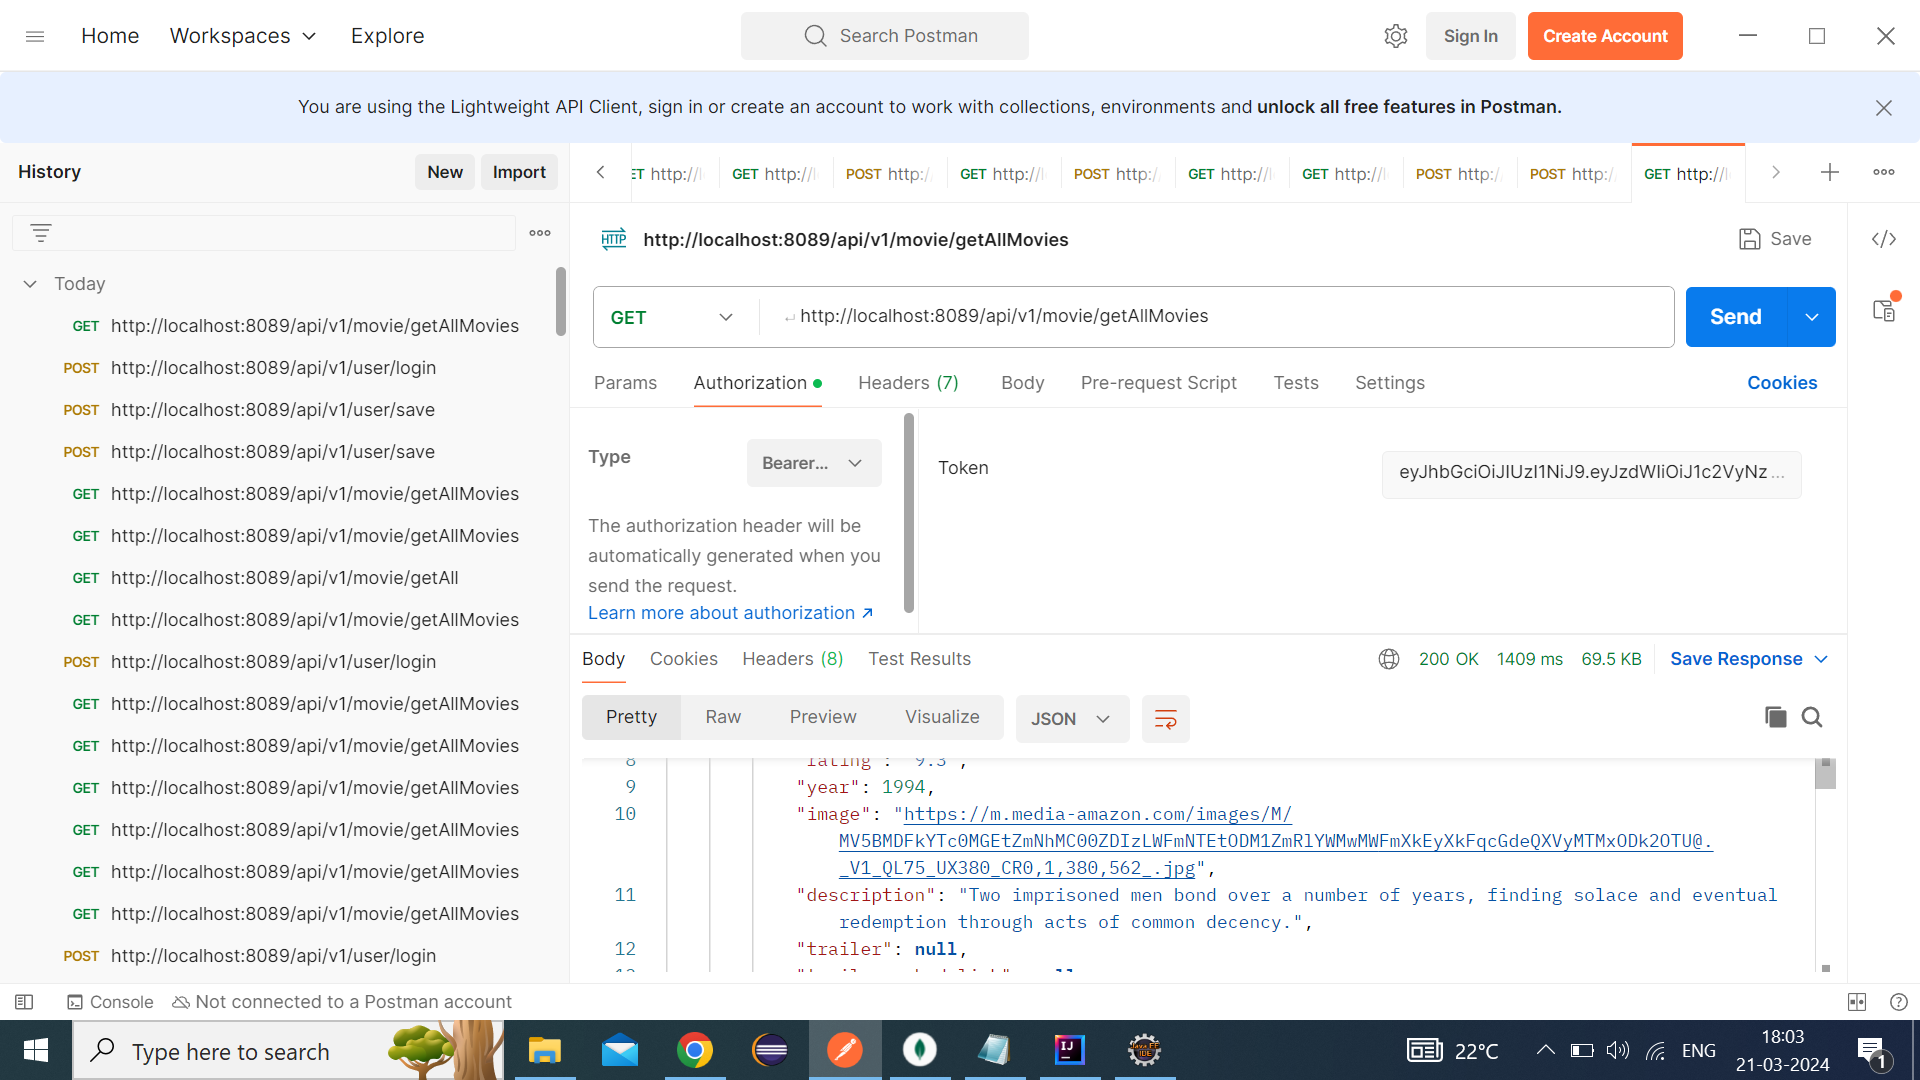 Home
Workspaces
Explore
Search Postman
Sign In
Create Account
You are using the Lightweight API Client, sign in or create an account to work with collections, environments and unlock all free features in Postman.
History
New
Import
ET http://l
GET http://l
POST http:/
GET http://l
POST http:/
GET http://l
GET http://l
POST http:/
POST http:/
GET http://l
HTTP http://localhost:8089/api/v1/movie/getAllMovies
Save
Today
GET http://localhost:8089/api/v1/movie/getAllMovies
POST http://localhost:8089/api/v1/user/login
POST http://localhost:8089/api/v1/user/save
POST http://localhost:8089/api/v1/user/save
GET http://localhost:8089/api/v1/movie/getAllMovies
GET http://localhost:8089/api/v1/movie/getAllMovies
GET http://localhost:8089/api/v1/movie/getAll
GET http://localhost:8089/api/v1/movie/getAllMovies
POST http://localhost:8089/api/v1/user/login
GET http://localhost:8089/api/v1/movie/getAllMovies
GET http://localhost:8089/api/v1/movie/getAllMovies
GET http://localhost:8089/api/v1/movie/getAllMovies
GET http://localhost:8089/api/v1/movie/getAllMovies
GET http://localhost:8089/api/v1/movie/getAllMovies
GET http://localhost:8089/api/v1/movie/getAllMovies
POST http://localhost:8089/api/v1/user/login
GET
http://localhost:8089/api/v1/movie/getAllMovies
Send
Params
Authorization
Headers (7)
Body
Pre-request Script
Tests
Settings
Cookies
Type
Bearer...
The authorization header will be
automatically generated when you
send the request.
Learn more about authorization
Token
eyJhbGciOiJIUzI1NiJ9.eyJzdWIiOiJ1c2VyNz...
Body
Cookies
Headers (8)
Test Results
200 OK
1409 ms
69.5 KB
Save Response
Pretty
Raw
Preview
Visualize
JSON
8 "rating": "9.3",
9 "year": 1994,
10 "image": "https://m.media-amazon.com/images/M/
MV5BMDFkYTc0MGEtZmNhMC00ZDIzLWFmNTEtODM1ZmRlYWMwMWFmXkEyXkFqcGdeQXVyMTMxODk2OTU@.
_V1_QL75_UX380_CR0,1,380,562_.jpg",
11 "description": "Two imprisoned men bond over a number of years, finding solace and eventual
redemption through acts of common decency.",
12 "trailer": null,
Console
Not connected to a Postman account
Type here to search
IJ
Java EE
IDE
22°C
ENG
18:03
21-03-2024
1